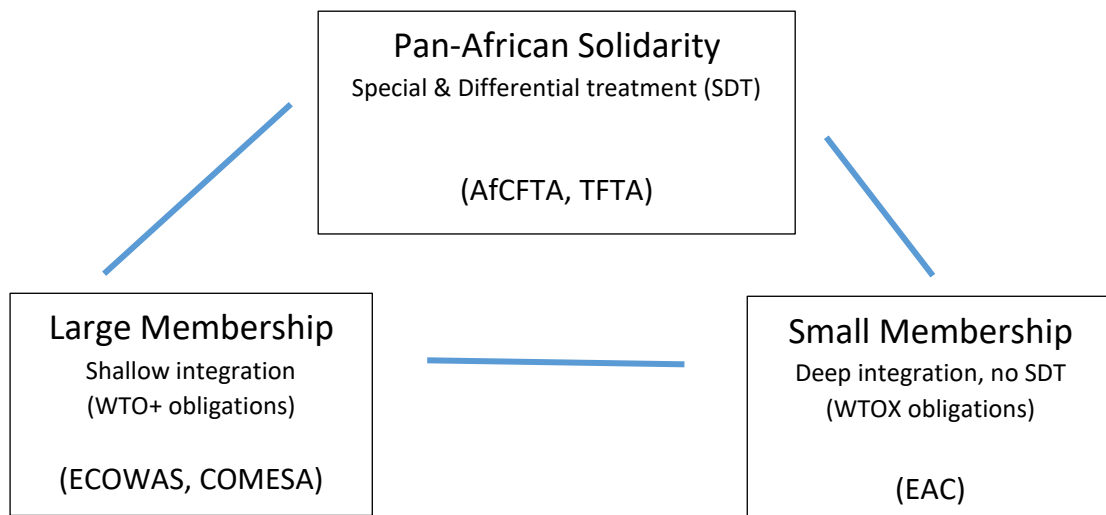 Pan-African Solidarity
Special & Differential treatment (SDT)
(AfCFTA, TFTA)
Large Membership
Shallow integration
(WTO+ obligations)
(ECOWAS, COMESA)
Small Membership
Deep integration, no SDT
(WTOX obligations)
(EAC)